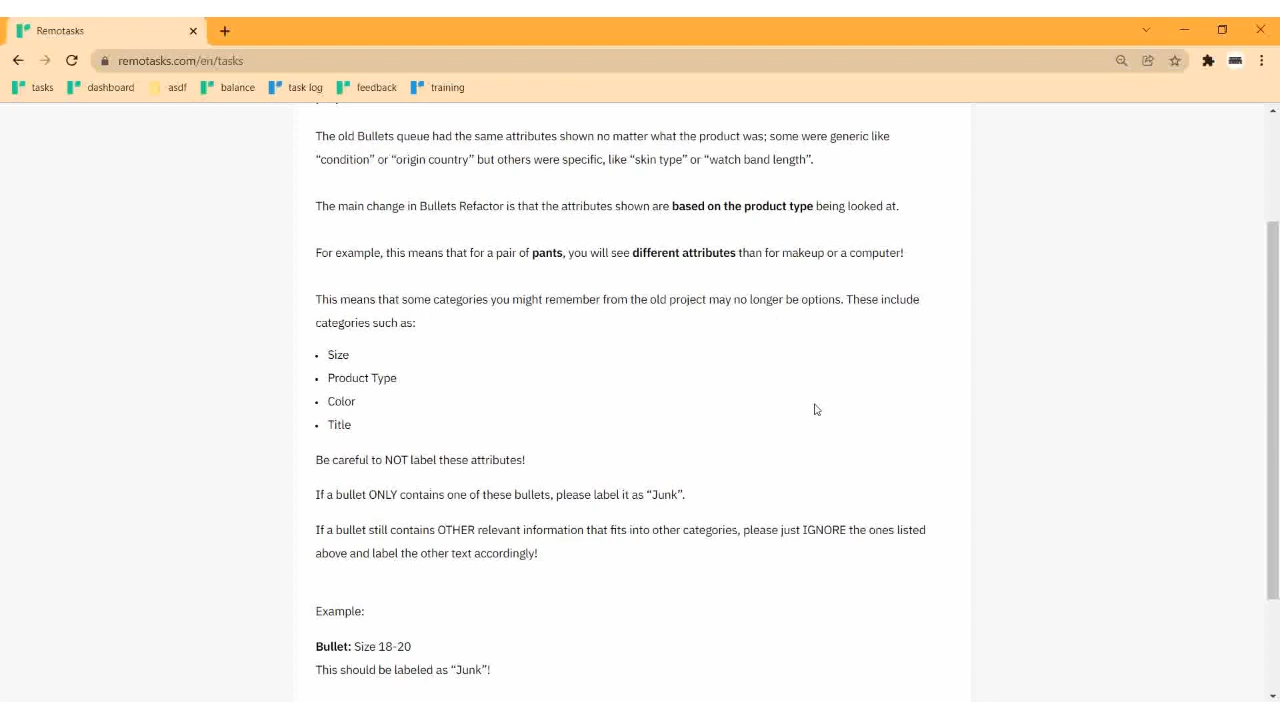 Remotasks
remotasks.com/en/tasks
tasks dashboard asdf balance task log feedback training
The old Bullets queue had the same attributes shown no matter what the product was; some were generic like
“condition” or “origin country” but others were specific, like “skin type” or “watch band length”.
The main change in Bullets Refactor is that the attributes shown are based on the product type being looked at.
For example, this means that for a pair of pants, you will see different attributes than for makeup or a computer!
This means that some categories you might remember from the old project may no longer be options. These include
categories such as:
• Size
• Product Type
• Color
• Title
Be careful to NOT label these attributes!
If a bullet ONLY contains one of these bullets, please label it as “Junk”.
If a bullet still contains OTHER relevant information that fits into other categories, please just IGNORE the ones listed
above and label the other text accordingly!
Example:
Bullet: Size 18-20
This should be labeled as “Junk”!